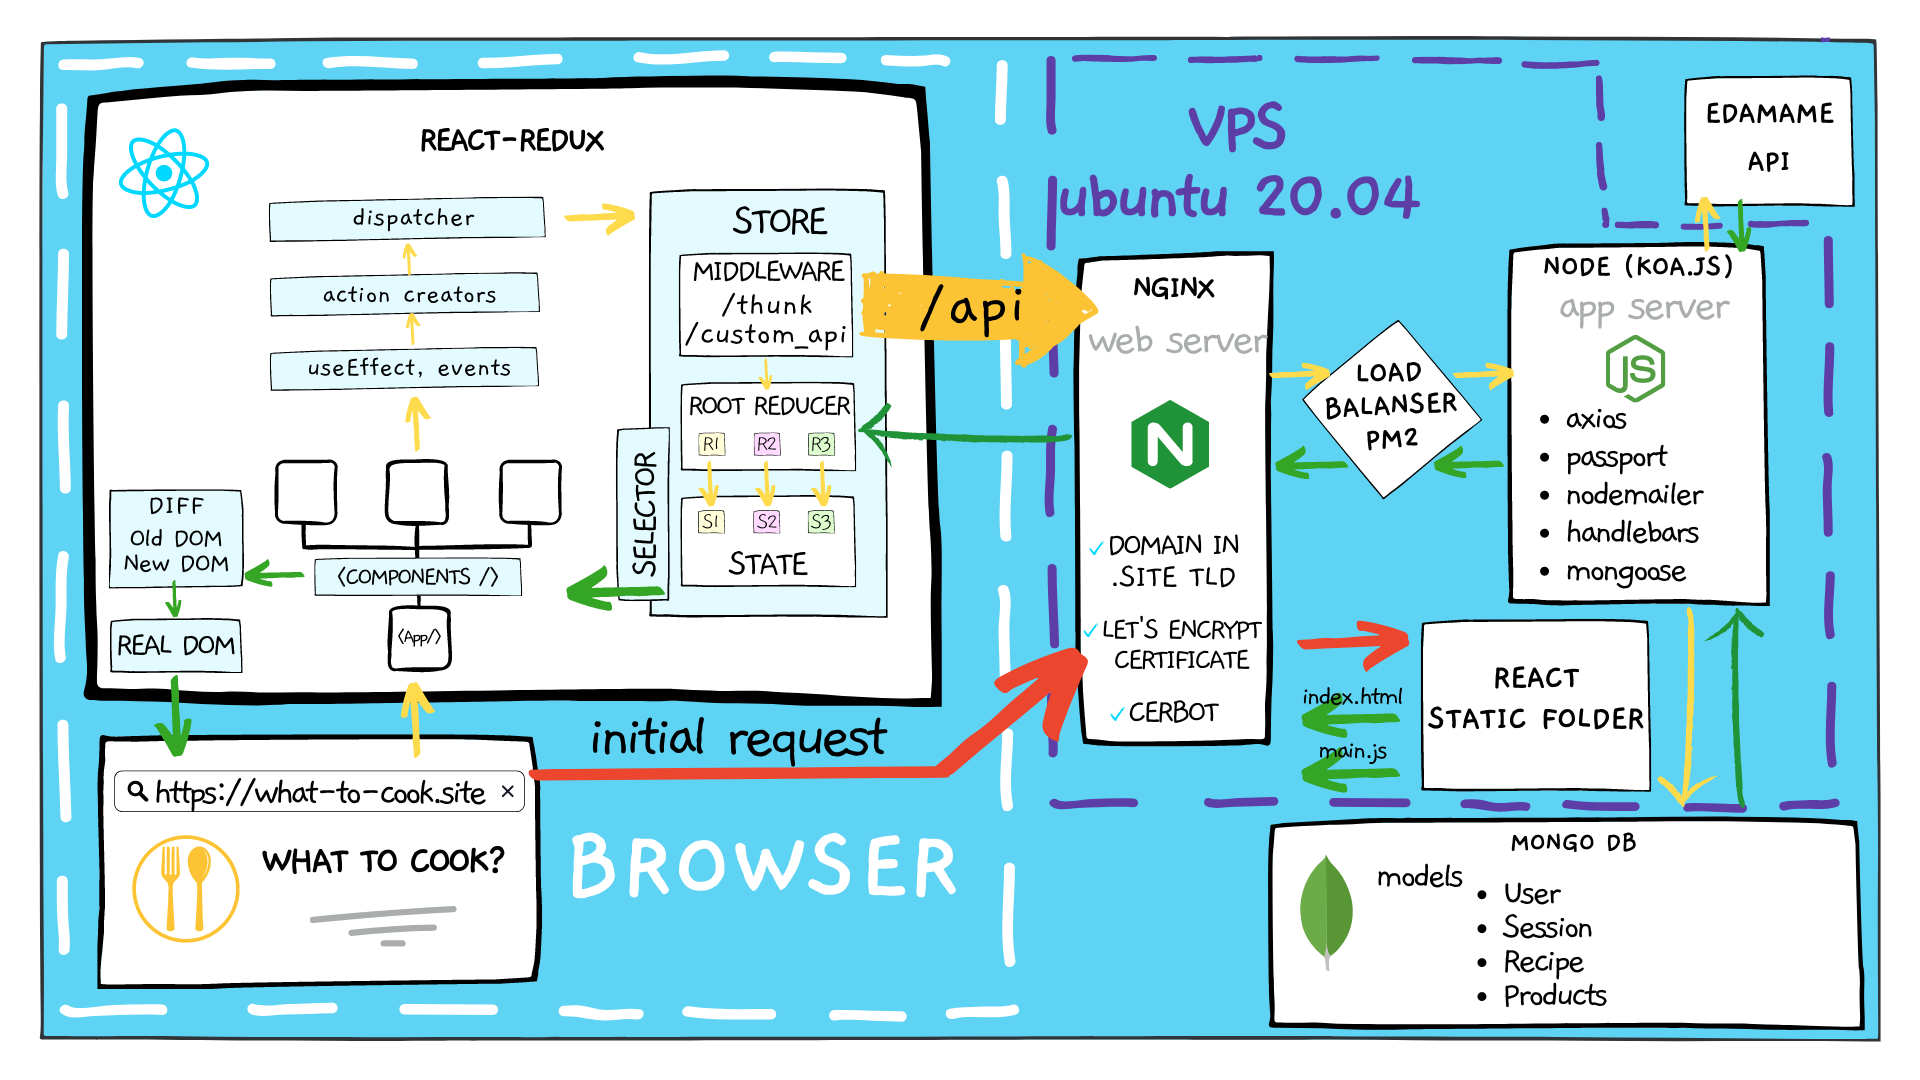 REACT-REDUX
dispatcher
action creators
useEffect, events
STORE
MIDDLEWARE
/thunk
/custom_api
ROOT REDUCER
R1 R2 R3
S1 S2 S3
STATE
SELECTOR
DIFF
Old DOM
New DOM
REAL DOM
<COMPONENTS />
<App/>
https://what-to-cook.site ×
WHAT TO COOK?
BROWSER
initial request
/api
VPS
ubuntu 20.04
NGINX
web server
N
DOMAIN IN
.SITE TLD
LET'S ENCRYPT
CERTIFICATE
CERBOT
LOAD
BALANSER
PM2
EDAMAME
API
NODE (KOA.JS)
app server
JS
• axios
• passport
• nodemailer
• handlebars
• mongoose
index.html
main.js
REACT
STATIC FOLDER
MONGO DB
models
• User
• Session
• Recipe
• Products